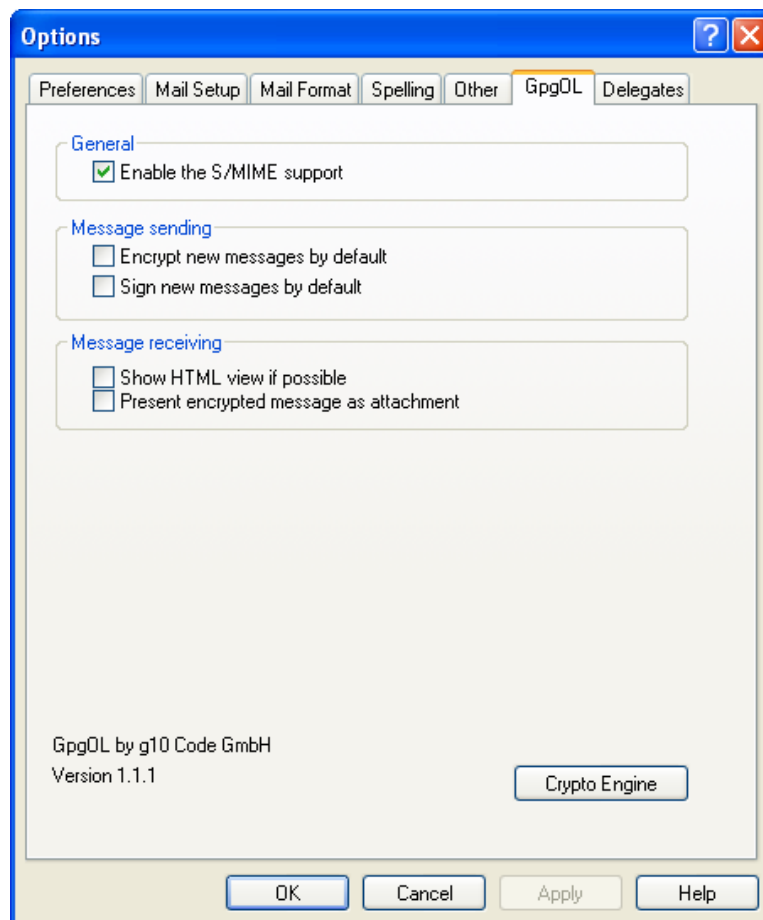 Options
Preferences Mail Setup Mail Format Spelling Other GpgOL Delegates
General
Enable the S/MIME support
Message sending
Encrypt new messages by default
Sign new messages by default
Message receiving
Show HTML view if possible
Present encrypted message as attachment
GpgOL by g10 Code GmbH
Version 1.1.1
Crypto Engine
OK Cancel Apply Help